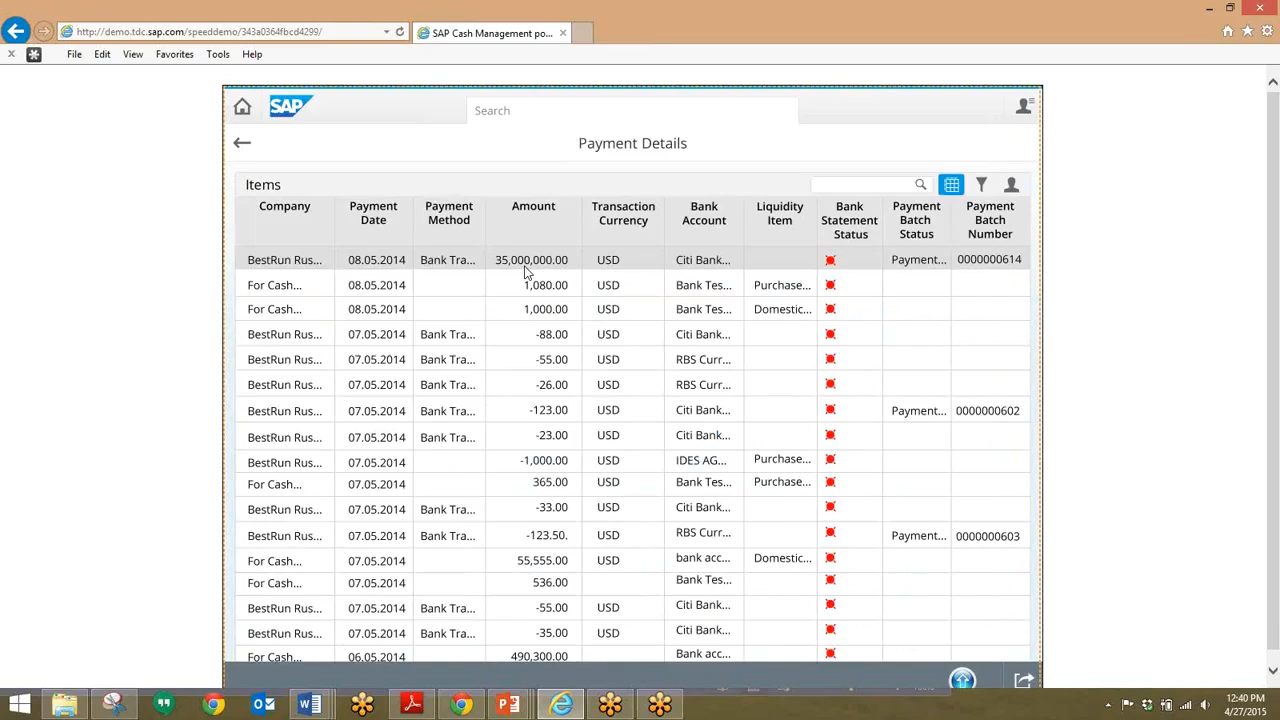 http://demo.tdc.sap.com/speeddemo/343a0364fbcd4299/
SAP Cash Management po...
File Edit View Favorites Tools Help
SAP
Search
Payment Details
Items
Company Payment Date Payment Method Amount Transaction Currency Bank Account Liquidity Item Bank Statement Status Payment Batch Status Payment Batch Number
BestRun Rus... 08.05.2014 Bank Tra... 35,000,000.00 USD Citi Bank... Payment... 0000000614
For Cash... 08.05.2014 1,080.00 USD Bank Tes... Purchase...
For Cash... 08.05.2014 1,000.00 USD Bank Tes... Domestic...
BestRun Rus... 07.05.2014 Bank Tra... -88.00 USD Citi Bank...
BestRun Rus... 07.05.2014 Bank Tra... -55.00 USD RBS Curr...
BestRun Rus... 07.05.2014 Bank Tra... -26.00 USD RBS Curr...
BestRun Rus... 07.05.2014 Bank Tra... -123.00 USD Citi Bank... Payment... 0000000602
BestRun Rus... 07.05.2014 Bank Tra... -23.00 USD Citi Bank...
BestRun Rus... 07.05.2014 -1,000.00 USD IDES AG... Purchase...
For Cash... 07.05.2014 365.00 USD Bank Tes... Purchase...
BestRun Rus... 07.05.2014 Bank Tra... -33.00 USD Citi Bank...
BestRun Rus... 07.05.2014 Bank Tra... -123.50. USD RBS Curr... Payment... 0000000603
For Cash... 07.05.2014 55,555.00 USD bank acc... Domestic...
For Cash... 07.05.2014 536.00 Bank Tes...
BestRun Rus... 07.05.2014 Bank Tra... -55.00 USD Citi Bank...
BestRun Rus... 07.05.2014 Bank Tra... -35.00 USD Citi Bank...
For Cash... 06.05.2014 490,300.00 Bank acc...
12:40 PM
4/27/2015